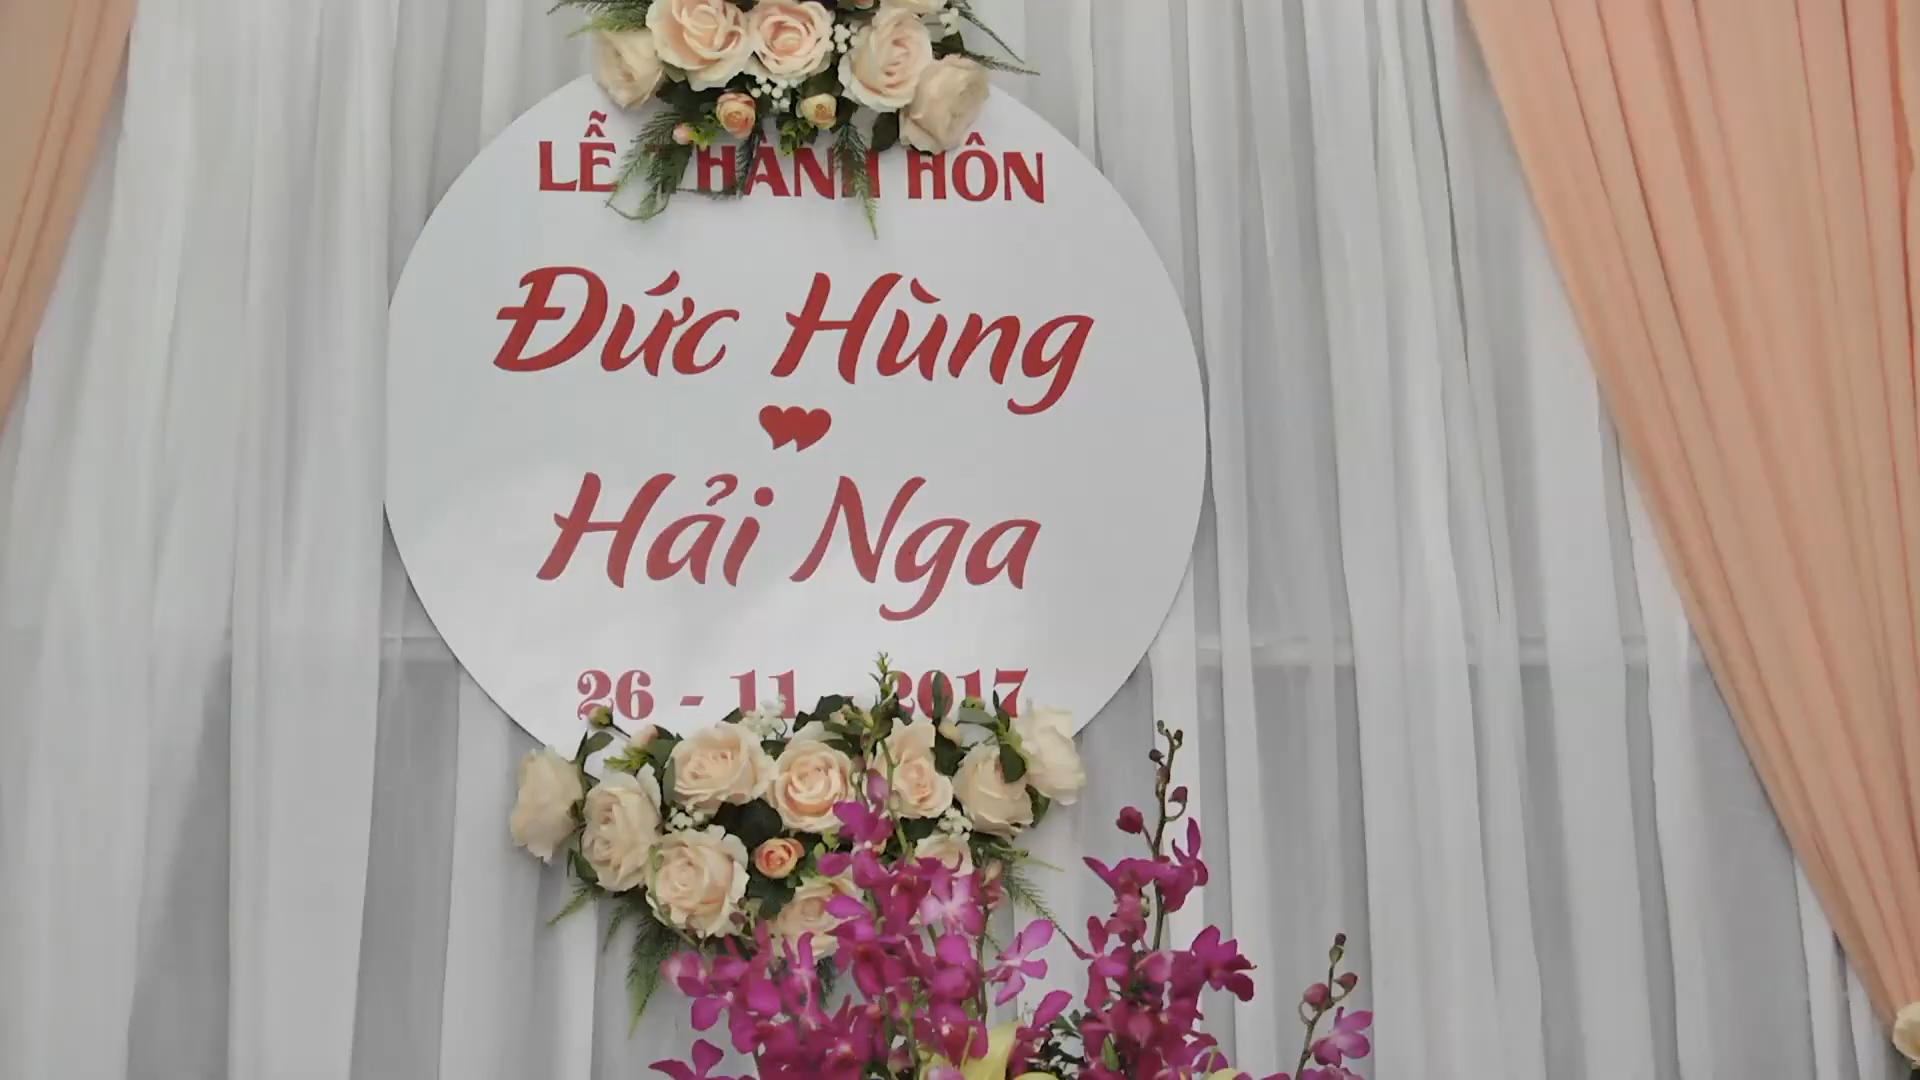 LỄ THÀNH HÔN
Đức Hùng
Hải Nga
26 - 11 - 2017